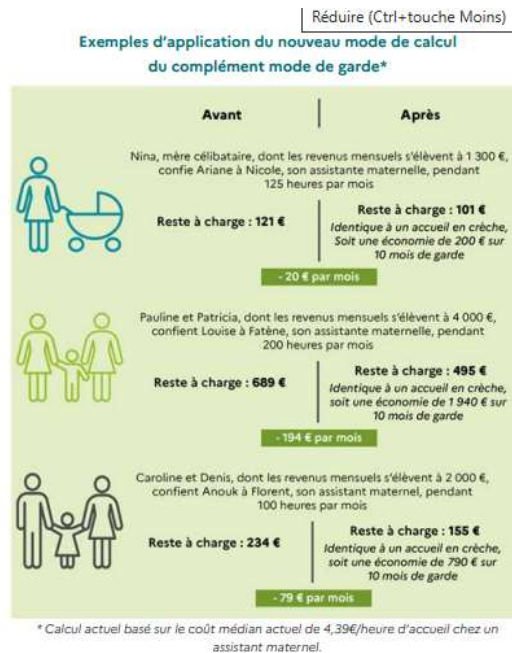 Réduire (Ctrl+touche Moins)
Exemples d'application du nouveau mode de calcul
du complément mode de garde*
Avant
Après
Nina, mère célibataire, dont les revenus mensuels s'élèvent à 1 300 €,
confie Ariane à Nicole, son assistante maternelle, pendant
125 heures par mois
Reste à charge : 121 €
Reste à charge : 101 €
Identique à un accueil en crèche,
Soit une économie de 200 € sur
10 mois de garde
- 20 € par mois
Pauline et Patricia, dont les revenus mensuels s'élèvent à 4 000 €,
confient Louise à Fatène, son assistante maternelle, pendant
200 heures par mois
Reste à charge : 689 €
Reste à charge : 495 €
Identique à un accueil en crèche,
soit une économie de 1 940 € sur
10 mois de garde
- 194 € par mois
Caroline et Denis, dont les revenus mensuels s'élèvent à 2 000 €,
confient Anouk à Florent, son assistant maternel, pendant
100 heures par mois
Reste à charge : 234 €
Reste à charge : 155 €
Identique à un accueil en crèche,
soit une économie de 790 € sur
10 mois de garde
- 79 € par mois
* Calcul actuel basé sur le coût médian actuel de 4,39€/heure d'accueil chez un
assistant maternel.